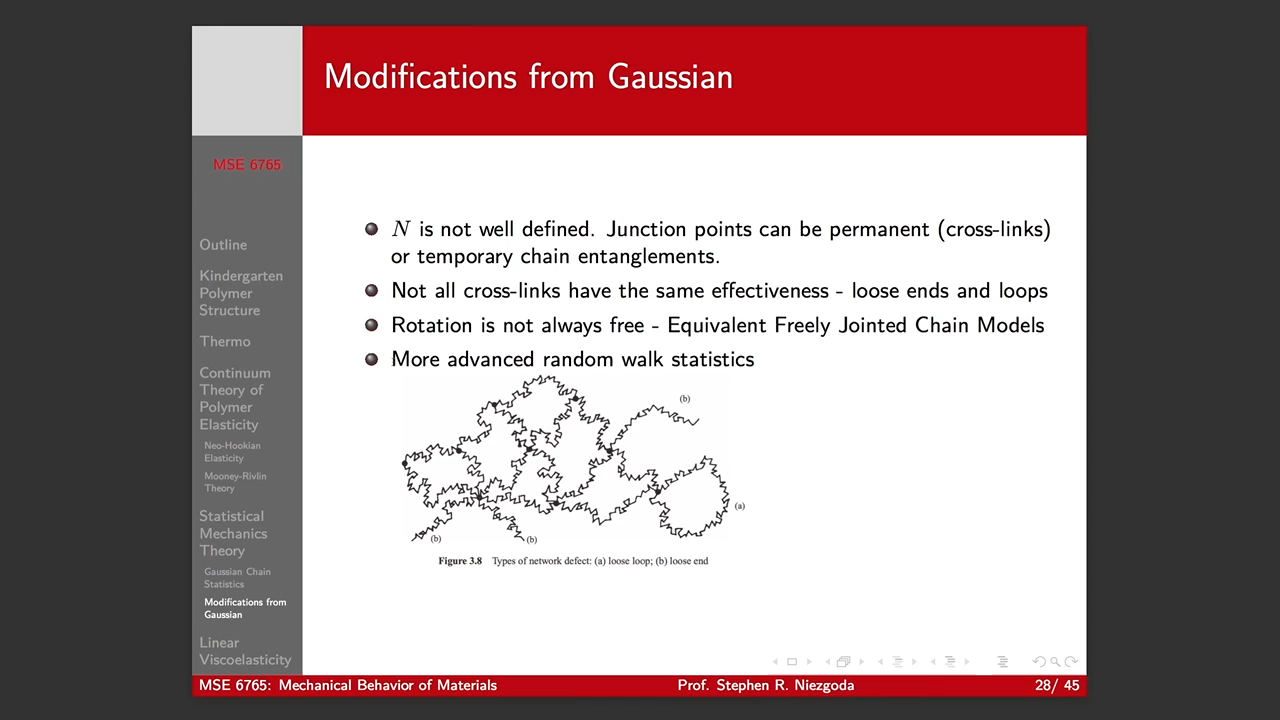 Modifications from Gaussian
MSE 6765
Outline
Kindergarten
Polymer
Structure
Thermo
Continuum
Theory of
Polymer
Elasticity
Neo-Hookian
Elasticity
Mooney-Rivlin
Theory
Statistical
Mechanics
Theory
Gaussian Chain
Statistics
Modifications from
Gaussian
Linear
Viscoelasticity
N is not well defined. Junction points can be permanent (cross-links)
or temporary chain entanglements.
Not all cross-links have the same effectiveness - loose ends and loops
Rotation is not always free - Equivalent Freely Jointed Chain Models
More advanced random walk statistics
(b)
(a)
(b)
(b)
Figure 3.8 Types of network defect: (a) loose loop; (b) loose end
MSE 6765: Mechanical Behavior of Materials
Prof. Stephen R. Niezgoda
28/ 45